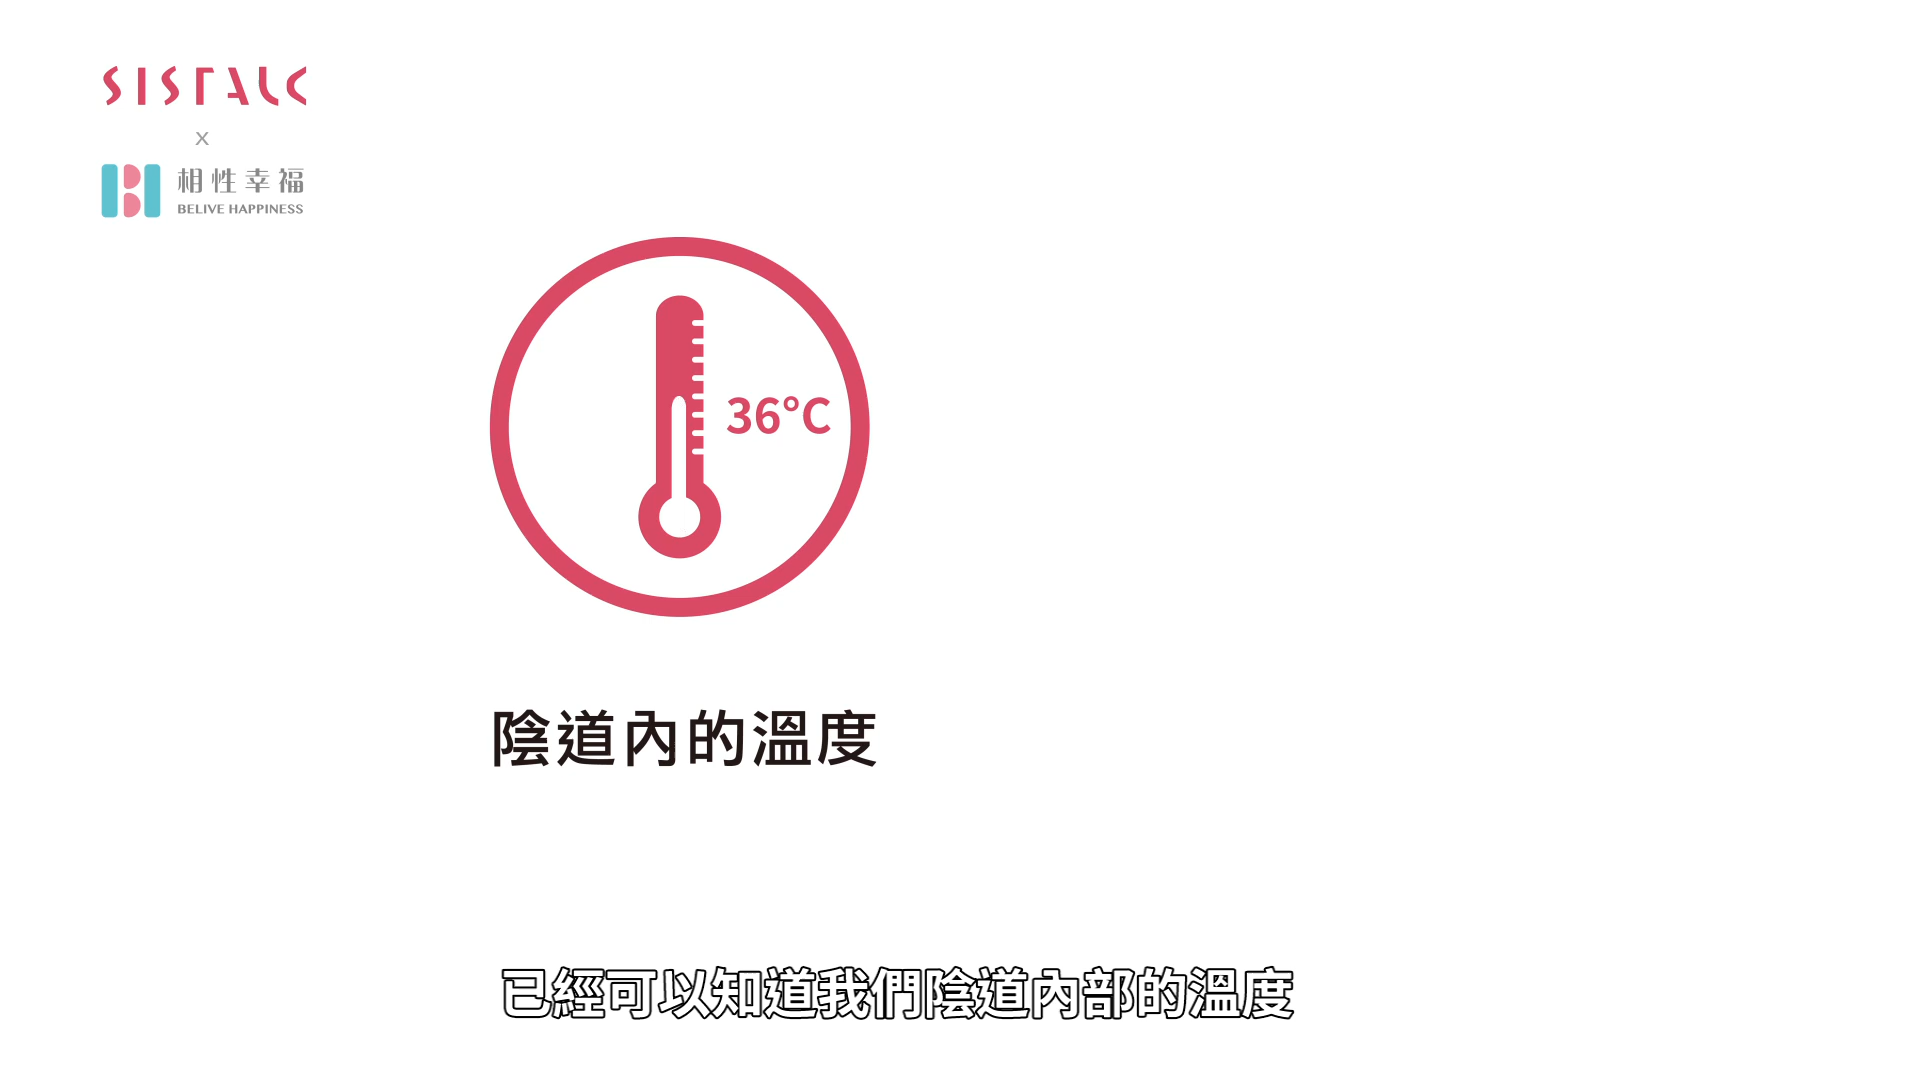 SISTALK
x
相性幸福
BELIVE HAPPINESS
36°C
陰道內的溫度
已經可以知道我們陰道內部的溫度